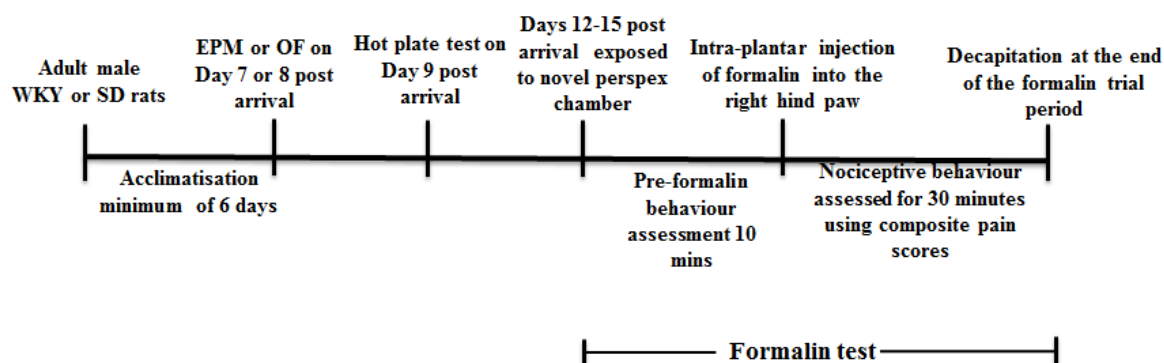 Adult male
WKY or SD rats
EPM or OF on
Day 7 or 8 post
arrival
Hot plate test on
Day 9 post
arrival
Days 12-15 post
arrival exposed
to novel perspex
chamber
Intra-plantar injection
of formalin into the
right hind paw
Decapitation at the end
of the formalin trial
period
Acclimatisation
minimum of 6 days
Pre-formalin
behaviour
assessment 10
mins
Nociceptive behaviour
assessed for 30 minutes
using composite pain
scores
Formalin test